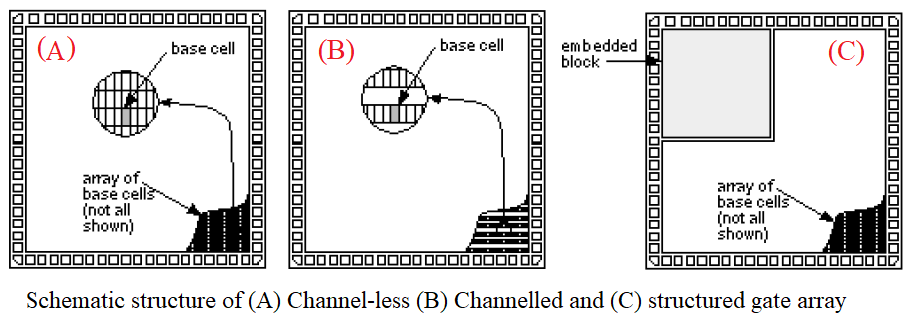 (A)
base cell
array of
base cells
(not all
shown)
(B)
base cell
(C)
embedded
block
array of
base cells
(not all
shown)
Schematic structure of (A) Channel-less (B) Channelled and (C) structured gate array